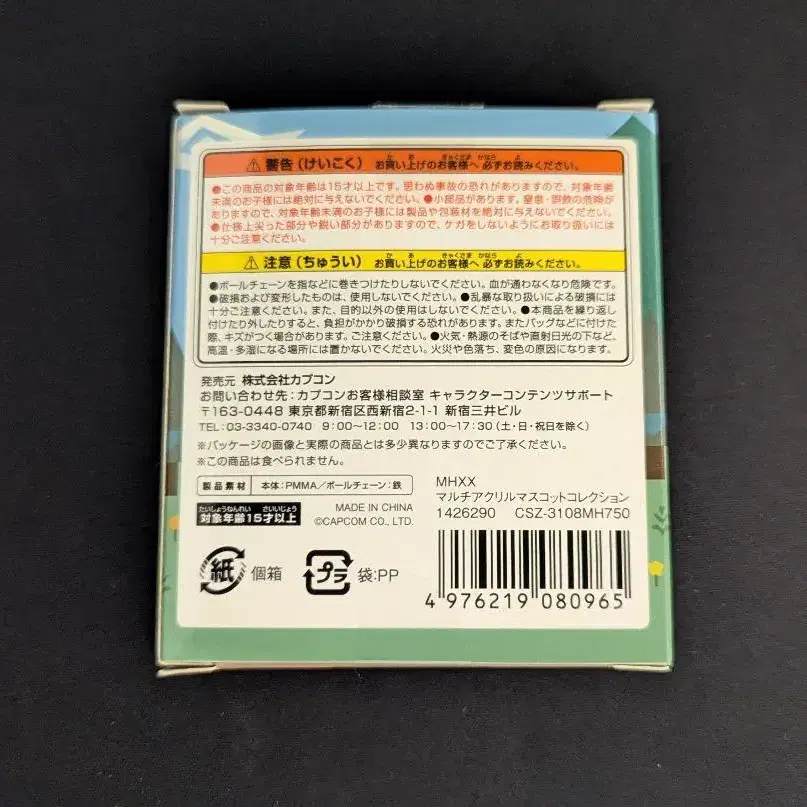 ⚠警告(けいこく) お買い上げのお客様へ 必ずお読みください。
●この商品の対象年齢は15才以上です。思わぬ事故の恐れがありますので、対象年齢
未満のお子様には絶対に与えないでください。●小部品があります。窒息・誤飲の危険が
ありますので、対象年齢未満のお子様には製品や包装材を絶対に与えないでください。
●仕様上尖った部分や鋭い部分がありますので、ケガをしないようにお取り扱いには
十分ご注意ください。
⚠注意(ちゅうい) お買い上げのお客様へ 必ずお読みください。
●ボールチェーンを指などに巻きつけたりしないでください。血が通わなくなり危険です。
●破損および変形したものは、使用しないでください。●乱暴な取り扱いによる破損には
十分ご注意ください。また、目的以外の使用はしないでください。●本商品を繰り返し
付けたり外したりすると、負担がかかり破損する恐れがあります。またバッグなどに付けた
際、キズがつく場合があります。ご注意ください。●火気・熱源のそばや直射日光の下など、
高温・多湿になる場所には置かないでください。火災や色落ち、変色の原因になります。
発売元 株式会社カプコン
お問い合わせ先:カプコンお客様相談室 キャラクターコンテンツサポート
〒163-0448 東京都新宿区西新宿2-1-1 新宿三井ビル
TEL:03-3340-0740 9:00〜12:00 13:00〜17:30(土・日・祝日を除く)
※パッケージの画像と実際の商品とは多少異なりますのでご了承ください。
※この商品は食べられません。
製品素材 本体:PMMA/ボールチェーン:鉄
たいしょうねんれい さいいじょう
対象年齢15才以上
MADE IN CHINA
©CAPCOM CO., LTD.
MHXX
マルチアクリルマスコットコレクション
1426290 CSZ-3108MH750
紙 個箱
プラ 袋:PP
4 976219 080965